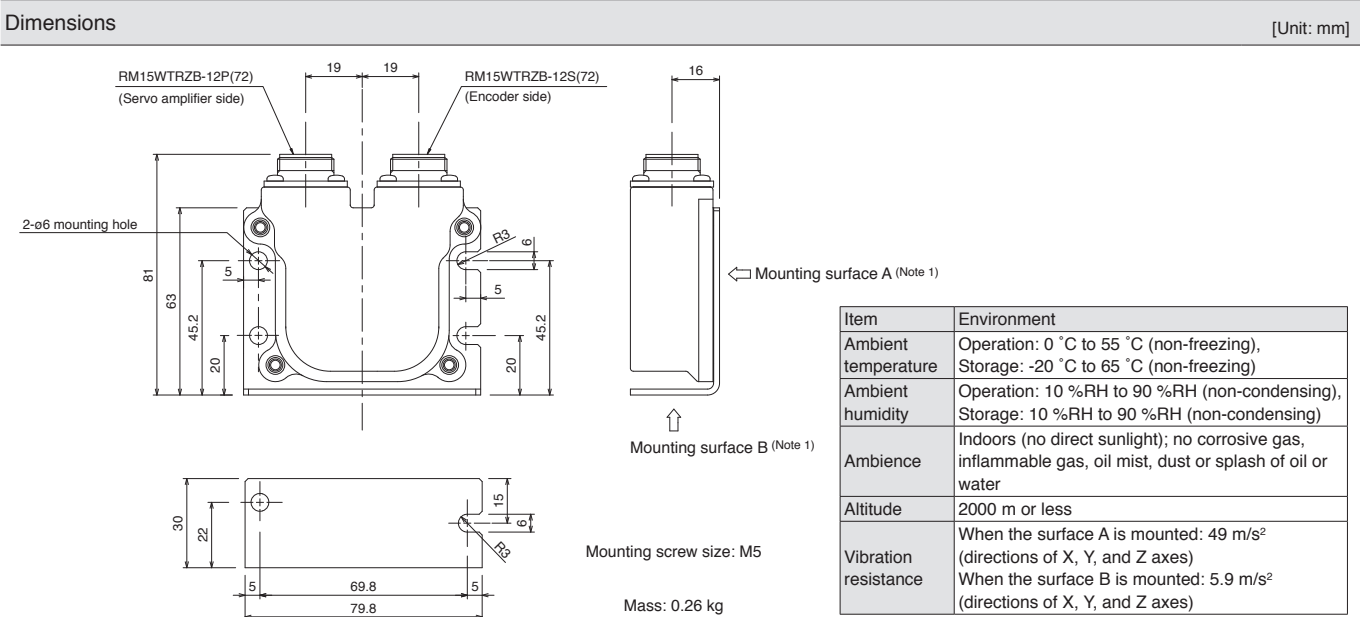 Dimensions
[Unit: mm]
RM15WTRZB-12P(72)
(Servo amplifier side)
19
19
RM15WTRZB-12S(72)
(Encoder side)
16
2-ø6 mounting hole
81
63
45.2
20
5
R3
6
5
45.2
20
Mounting surface A (Note 1)
Mounting surface B (Note 1)
30
22
5
69.8
5
79.8
15
6
R3
Mounting screw size: M5
Mass: 0.26 kg
Item Environment
Ambient temperature Operation: 0 ˚C to 55 ˚C (non-freezing),
Storage: -20 ˚C to 65 ˚C (non-freezing)
Ambient humidity Operation: 10 %RH to 90 %RH (non-condensing),
Storage: 10 %RH to 90 %RH (non-condensing)
Ambience Indoors (no direct sunlight); no corrosive gas,
inflammable gas, oil mist, dust or splash of oil or
water
Altitude 2000 m or less
Vibration resistance When the surface A is mounted: 49 m/s²
(directions of X, Y, and Z axes)
When the surface B is mounted: 5.9 m/s²
(directions of X, Y, and Z axes)